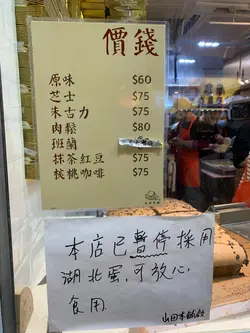 價錢
原味 $60
芝士 $75
朱古力 $75
肉鬆 $80
班蘭 $75
抹茶紅豆 $75
核桃咖啡 $75
本店已暫停採用
湖北蛋,可放心
食用.